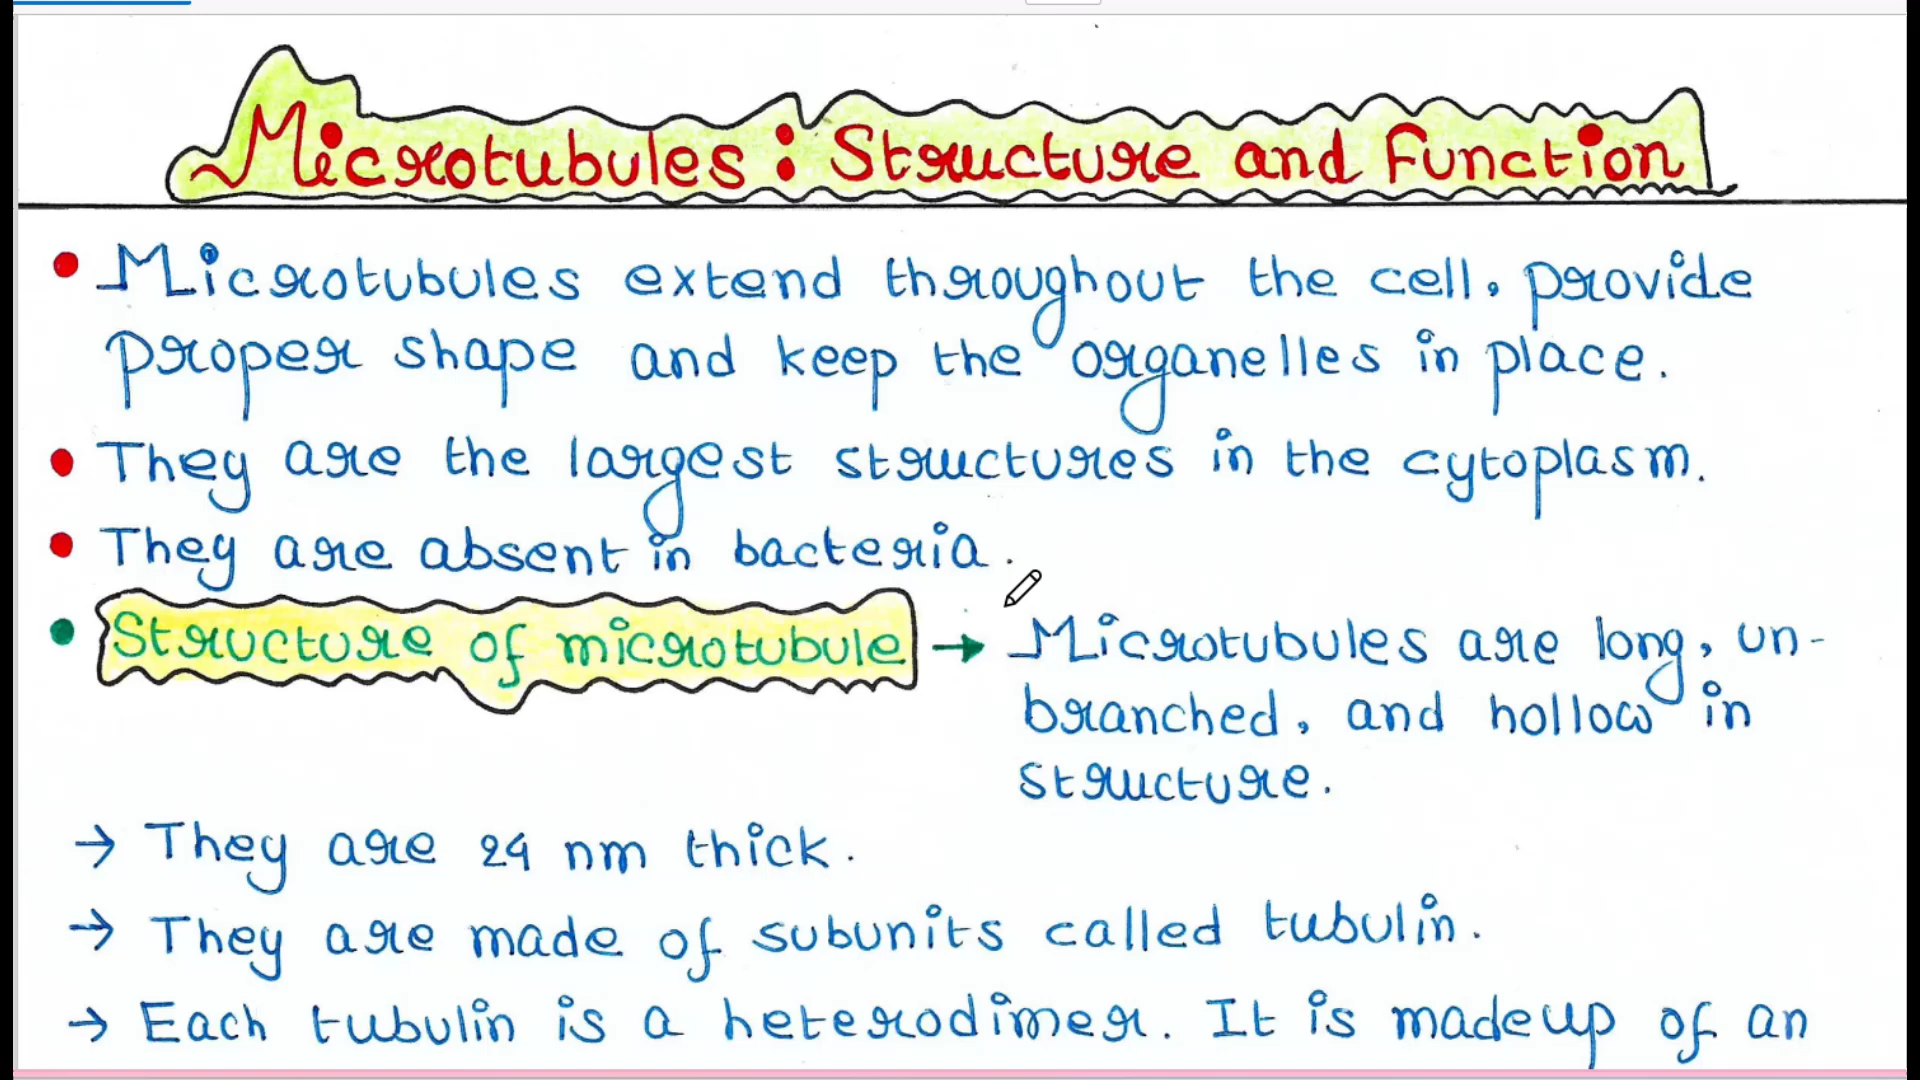 Microtubules : Structure and Function
• Microtubules extend throughout the cell, provide
proper shape and keep the organelles in place.
• They are the largest structures in the cytoplasm.
• They are absent in bacteria.
• Structure of microtubule → Microtubules are long, un-
branched, and hollow in
structure.
→ They are 24 nm thick.
→ They are made of subunits called tubulin.
→ Each tubulin is a heterodimer. It is madeup of an